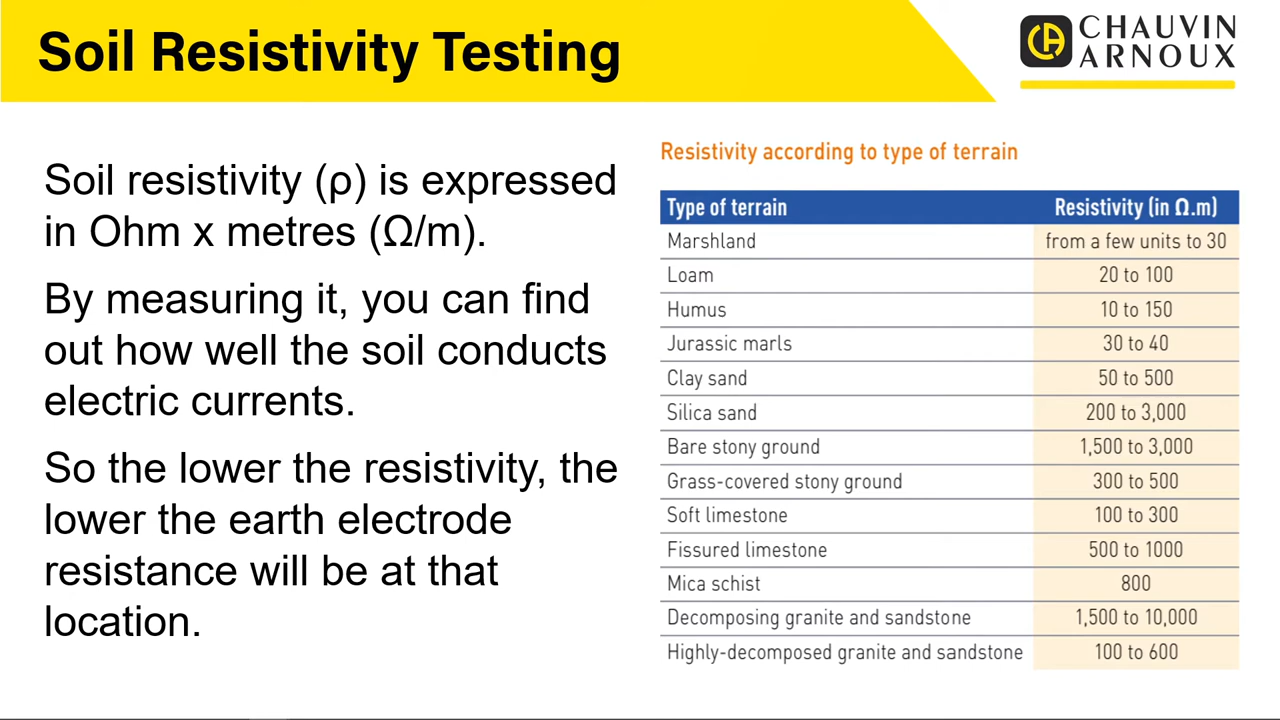 Soil Resistivity Testing
CHAUVIN
ARNOUX
Soil resistivity (ρ) is expressed
in Ohm x metres (Ω/m).
By measuring it, you can find
out how well the soil conducts
electric currents.
So the lower the resistivity, the
lower the earth electrode
resistance will be at that
location.
Resistivity according to type of terrain
Type of terrain Resistivity (in Ω.m)
Marshland from a few units to 30
Loam 20 to 100
Humus 10 to 150
Jurassic marls 30 to 40
Clay sand 50 to 500
Silica sand 200 to 3,000
Bare stony ground 1,500 to 3,000
Grass-covered stony ground 300 to 500
Soft limestone 100 to 300
Fissured limestone 500 to 1000
Mica schist 800
Decomposing granite and sandstone 1,500 to 10,000
Highly-decomposed granite and sandstone 100 to 600